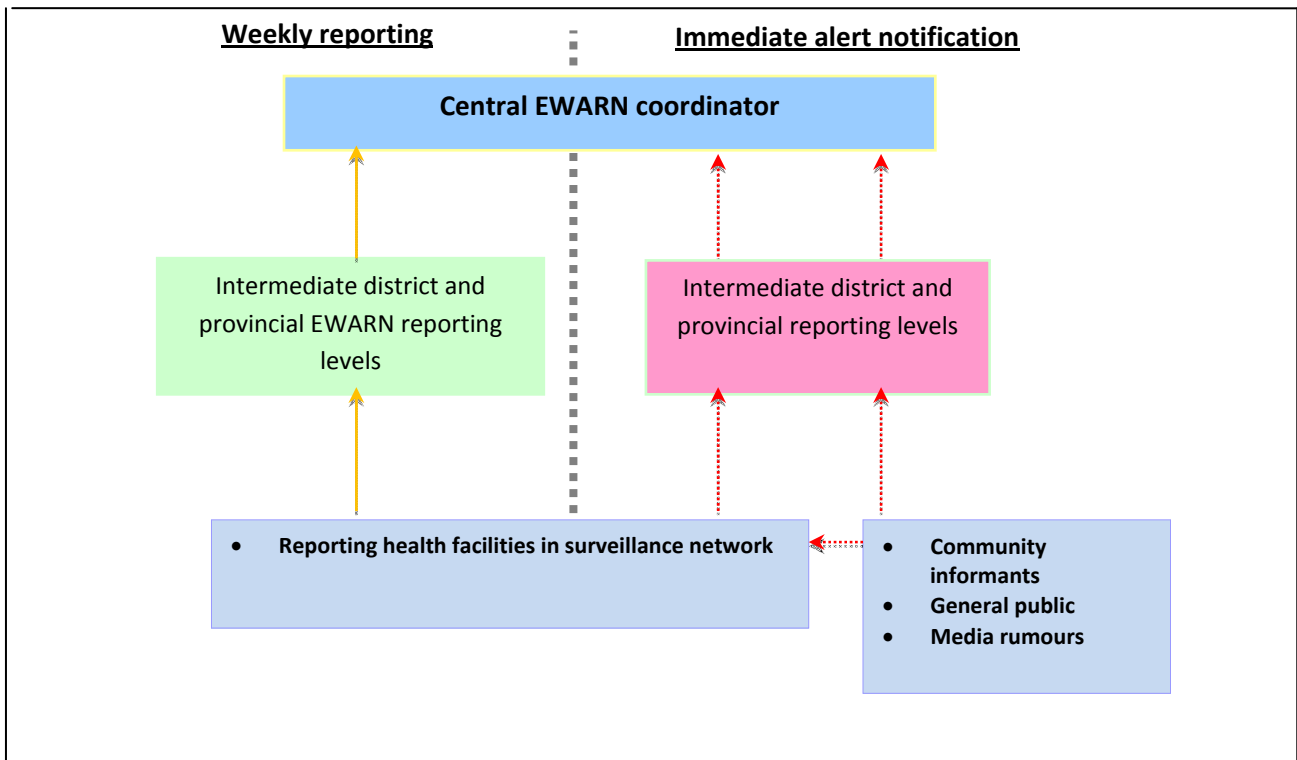 Weekly reporting
Immediate alert notification
Central EWARN coordinator
Intermediate district and
provincial EWARN reporting
levels
Intermediate district and
provincial reporting levels
• Reporting health facilities in surveillance network
• Community
informants
• General public
• Media rumours